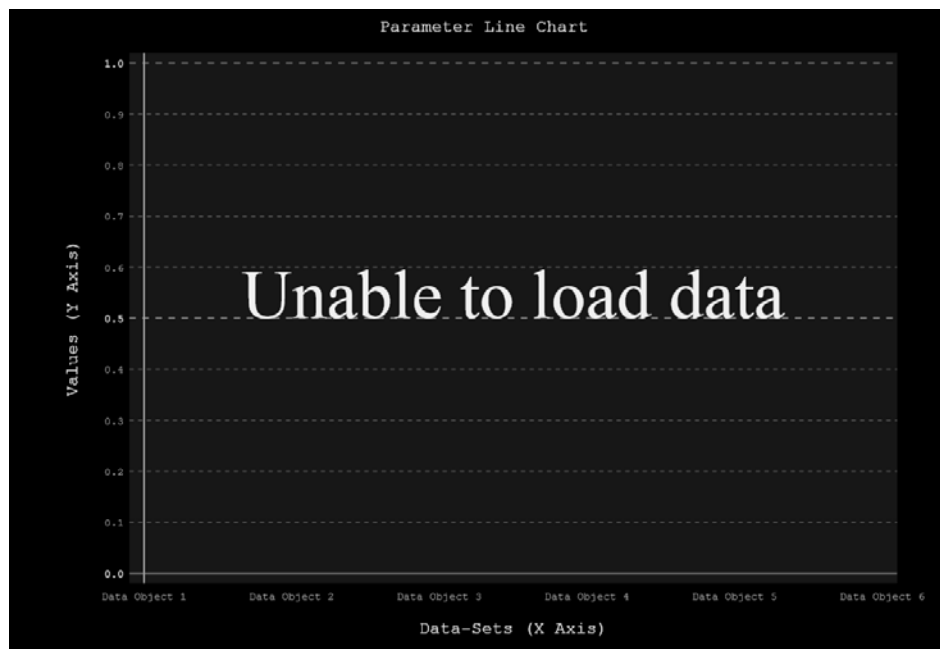 Parameter Line Chart
1.0
0.9
0.8
0.7
0.6
0.5
0.4
0.3
0.2
0.1
0.0
Values (Y Axis)
Unable to load data
Data Object 1 Data Object 2 Data Object 3 Data Object 4 Data Object 5 Data Object 6
Data-Sets (X Axis)